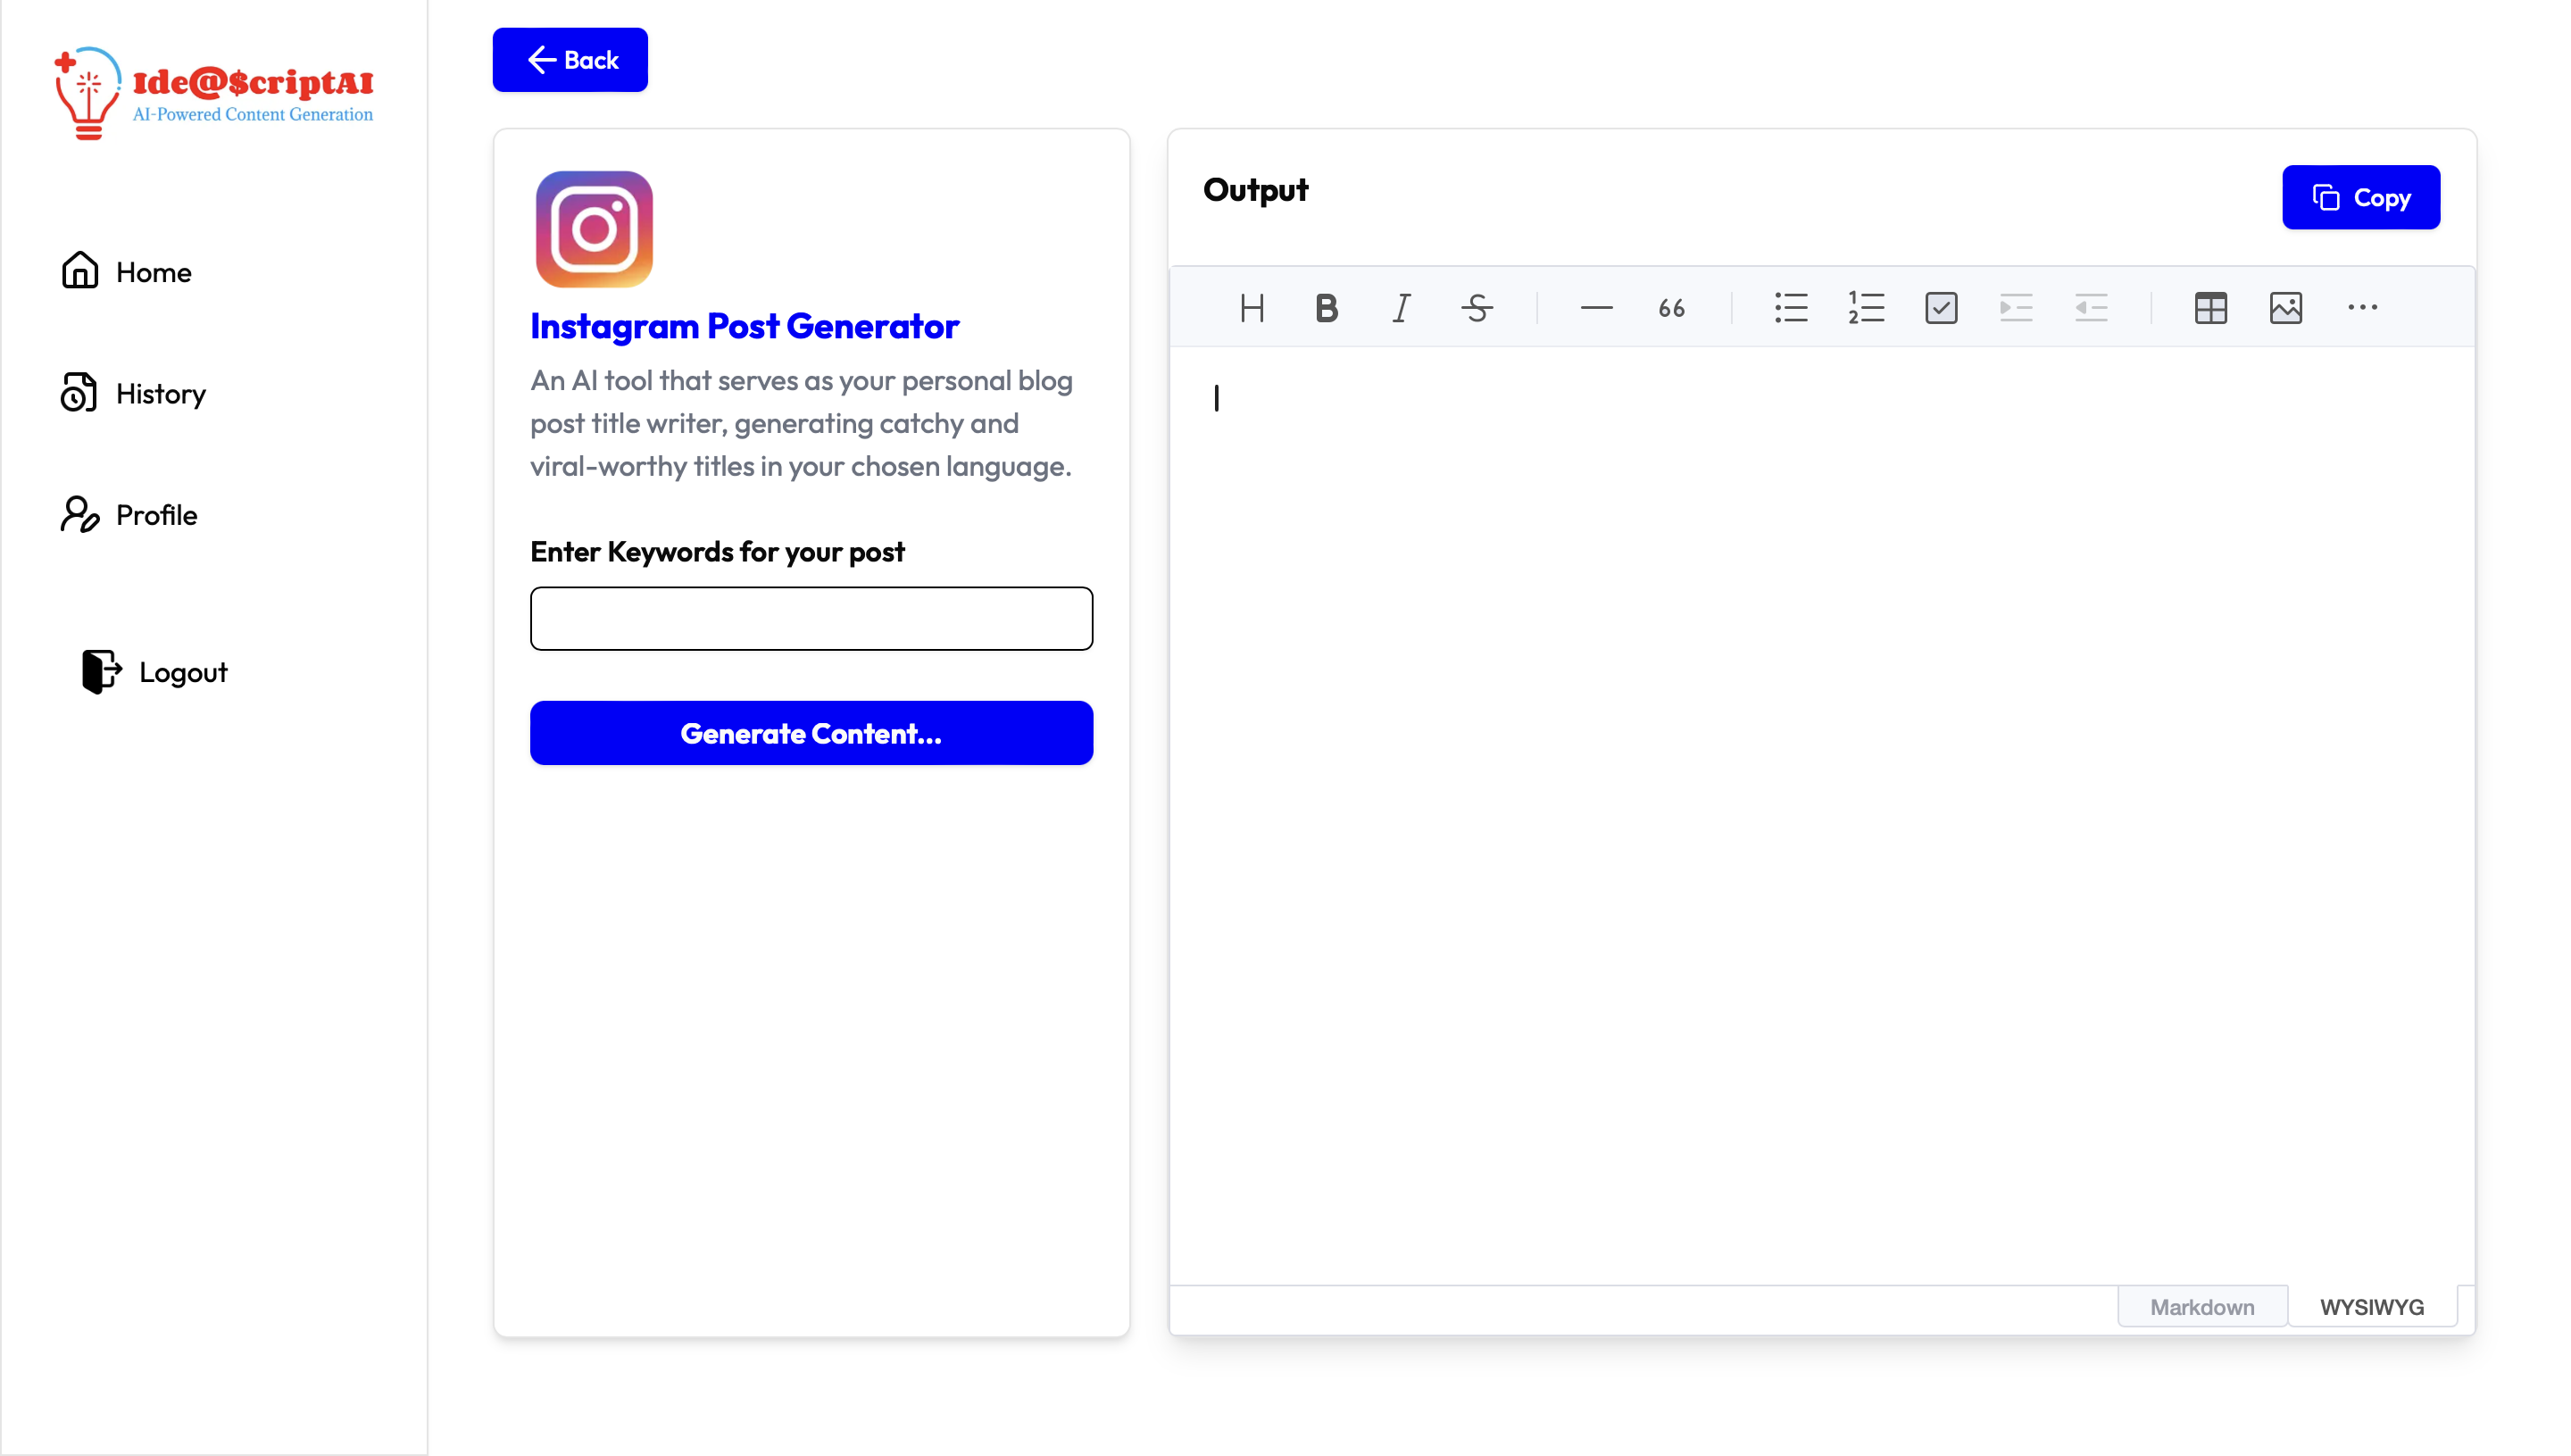 Ide@$criptAI
AI-Powered Content Generation
Home
History
Profile
Logout
Back
Instagram Post Generator
An AI tool that serves as your personal blog
post title writer, generating catchy and
viral-worthy titles in your chosen language.
Enter Keywords for your post
Generate Content...
Output
Copy
Markdown
WYSIWYG